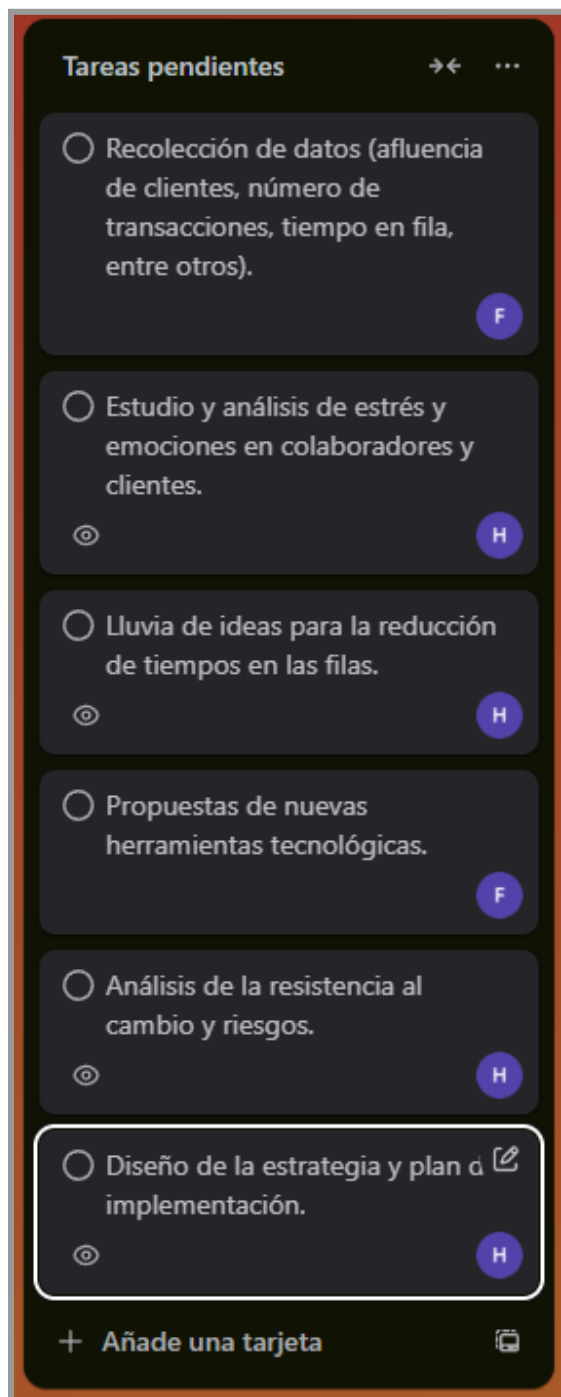 Tareas pendientes
Recolección de datos (afluencia
de clientes, número de
transacciones, tiempo en fila,
entre otros).
F
Estudio y análisis de estrés y
emociones en colaboradores y
clientes.
H
Lluvia de ideas para la reducción
de tiempos en las filas.
H
Propuestas de nuevas
herramientas tecnológicas.
F
Análisis de la resistencia al
cambio y riesgos.
H
Diseño de la estrategia y plan d
implementación.
H
Añade una tarjeta